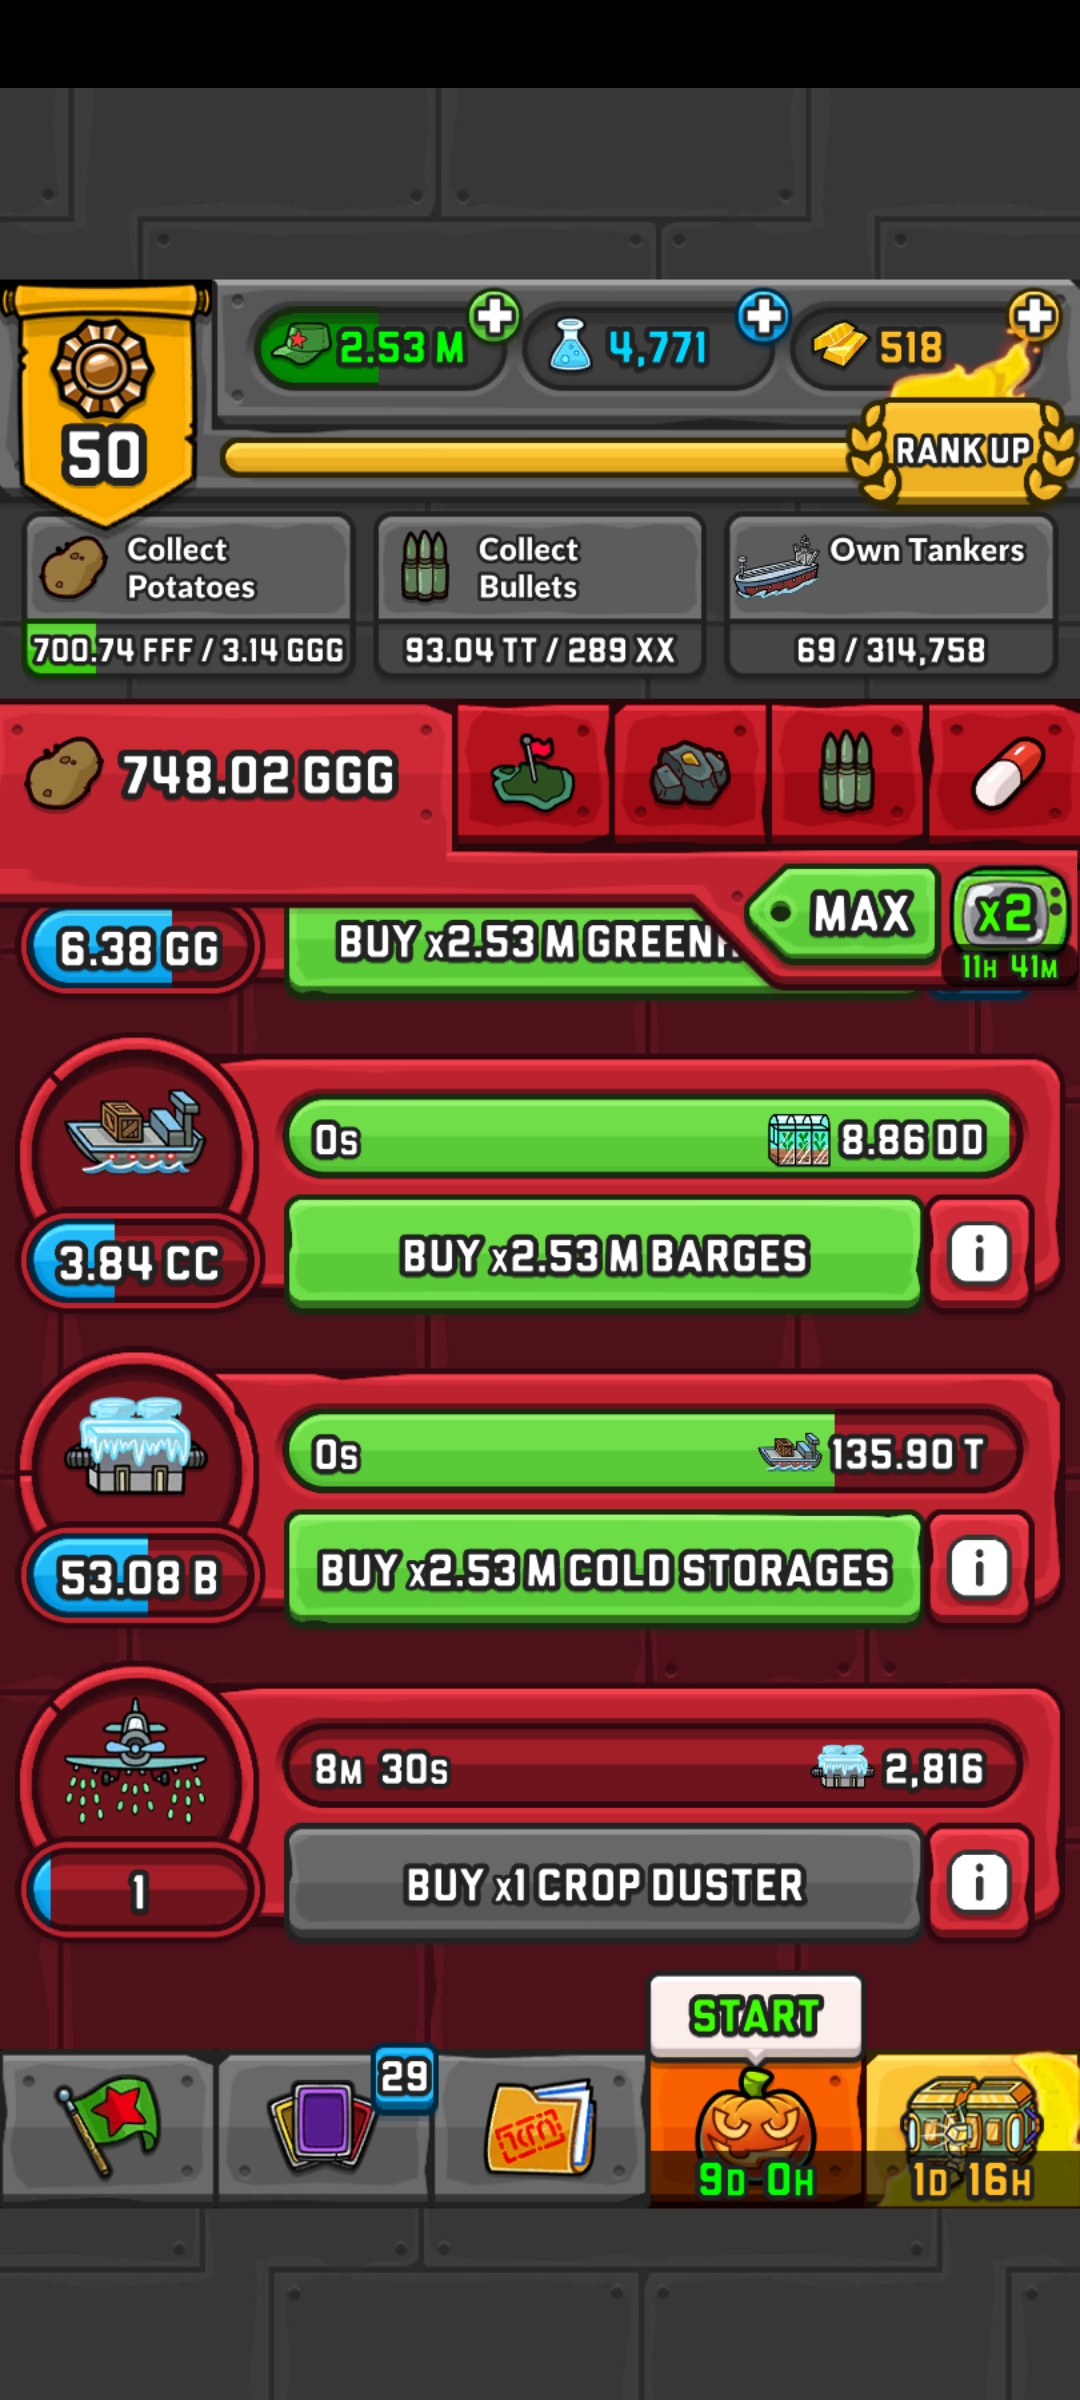 2.53 M
4,771
518
50
RANK UP
Collect
Potatoes
700.74 FFF / 3.14 GGG
Collect
Bullets
93.04 TT / 289 XX
Own Tankers
69 / 314,758
748.02 GGG
MAX
x2
11H 41M
6.38 GG
BUY x2.53 M
0s
8.86 DD
3.84 CC
BUY x2.53 M BARGES
i
0s
135.90 T
53.08 B
BUY x2.53 M COLD STORAGES
i
8M 30s
2,816
1
BUY x1 CROP DUSTER
i
START
29
9D 0H
1D 16H